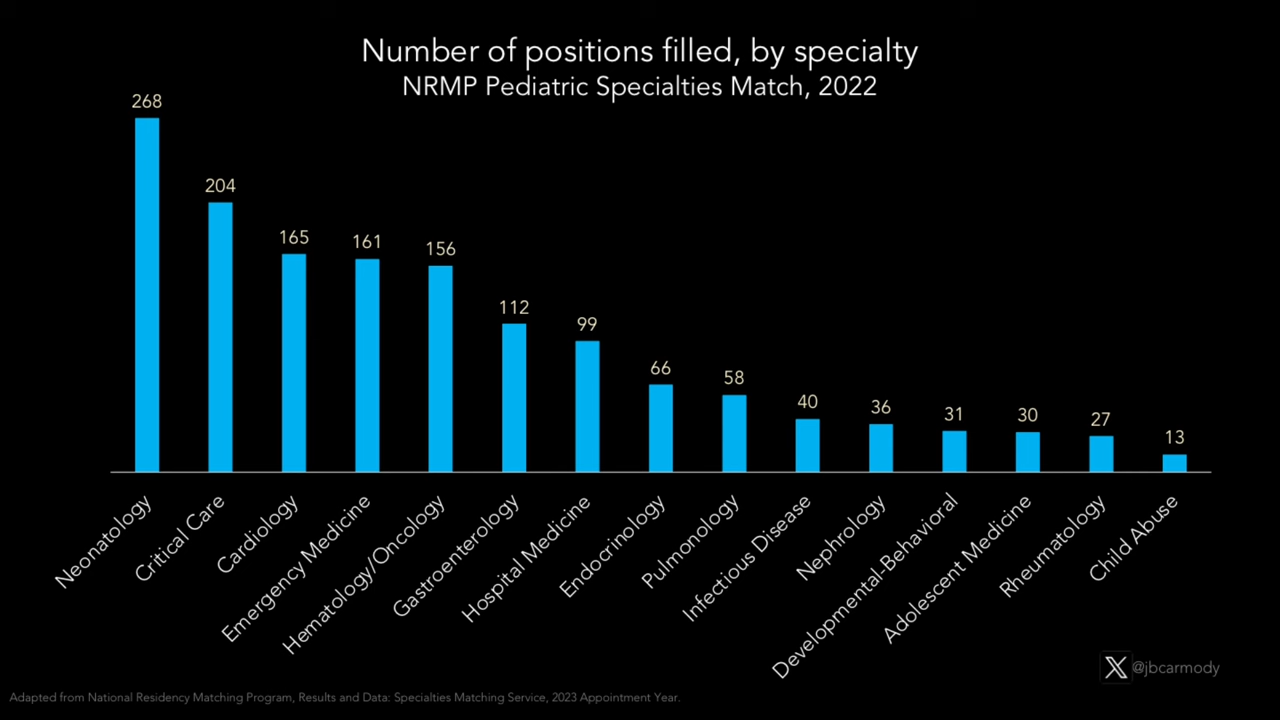 Number of positions filled, by specialty
NRMP Pediatric Specialties Match, 2022
268
204
165
161
156
112
99
66
58
40
36
31
30
27
13
Neonatology
Critical Care
Cardiology
Emergency Medicine
Hematology/Oncology
Gastroenterology
Hospital Medicine
Endocrinology
Pulmonology
Infectious Disease
Nephrology
Developmental-Behavioral
Adolescent Medicine
Rheumatology
Child Abuse
@jbcarmody
Adapted from National Residency Matching Program, Results and Data: Specialties Matching Service, 2023 Appointment Year.